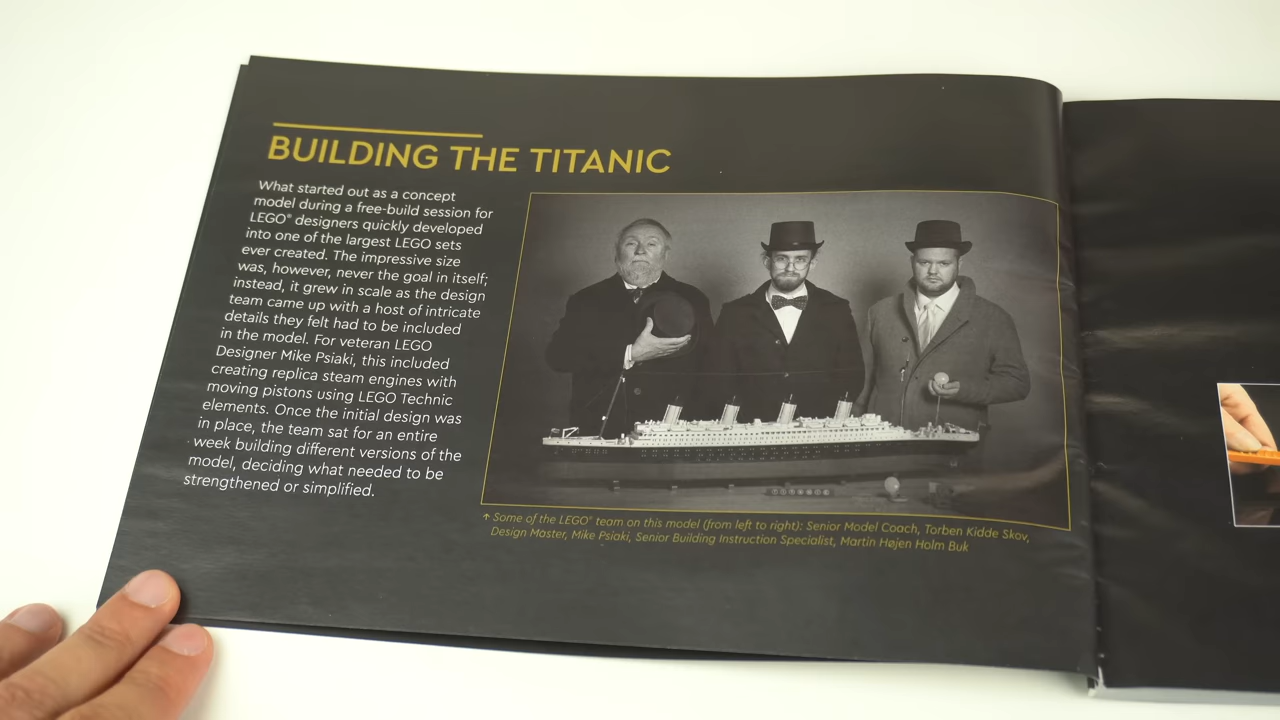 BUILDING THE TITANIC
What started out as a concept
model during a free-build session for
LEGO® designers quickly developed
into one of the largest LEGO sets
ever created. The impressive size
was, however, never the goal in itself;
instead, it grew in scale as the design
team came up with a host of intricate
details they felt had to be included
in the model. For veteran LEGO
Designer Mike Psiaki, this included
creating replica steam engines with
moving pistons using LEGO Technic
elements. Once the initial design was
in place, the team sat for an entire
week building different versions of the
model, deciding what needed to be
strengthened or simplified.
↑ Some of the LEGO® team on this model (from left to right): Senior Model Coach, Torben Kidde Skov,
Design Master, Mike Psiaki, Senior Building Instruction Specialist, Martin Højen Holm Buk